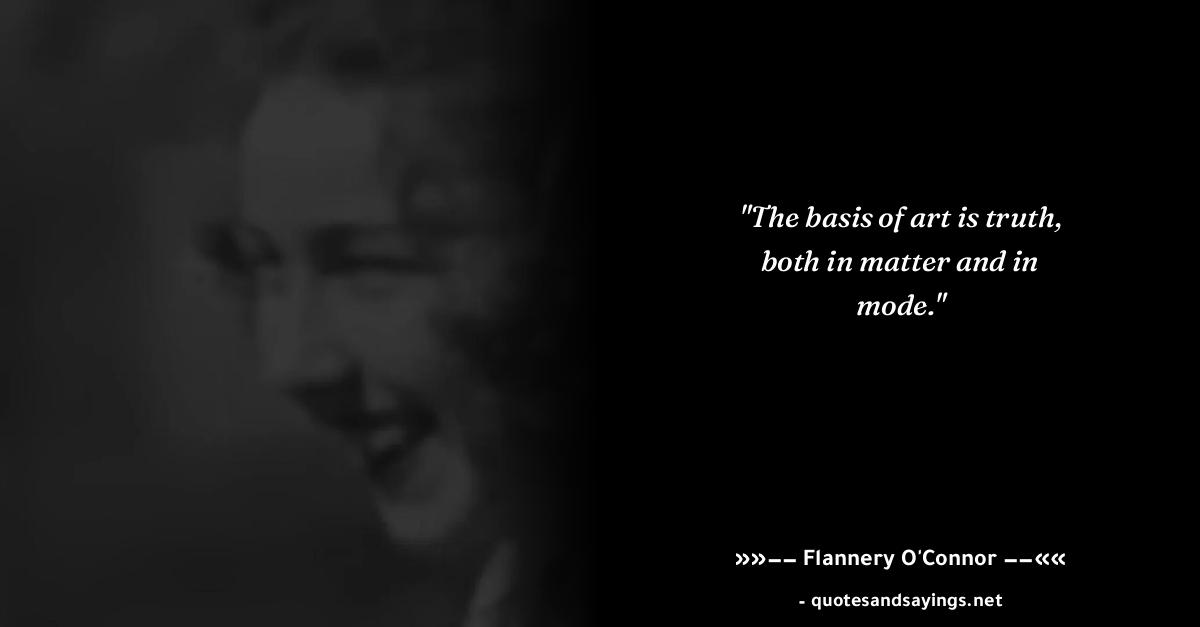 "The basis of art is truth,
both in matter and in
mode."
»»−− Flannery O'Connor −−««
- quotesandsayings.net